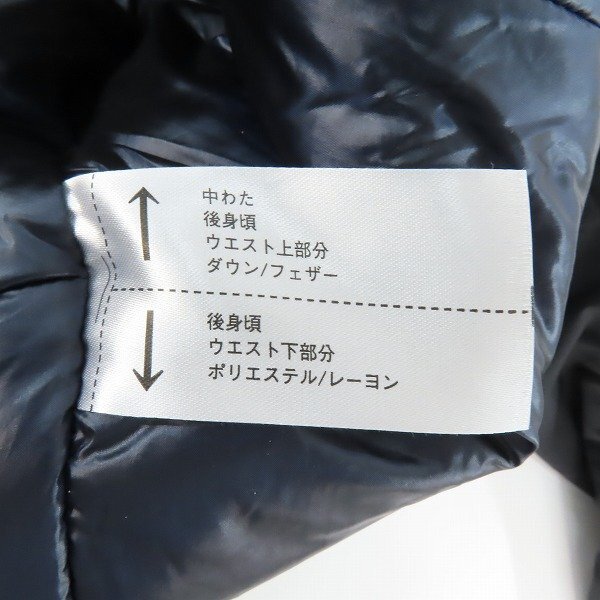 中わた
後身頃
ウエスト上部分
ダウン/フェザー
後身頃
ウエスト下部分
ポリエステル/レーヨン